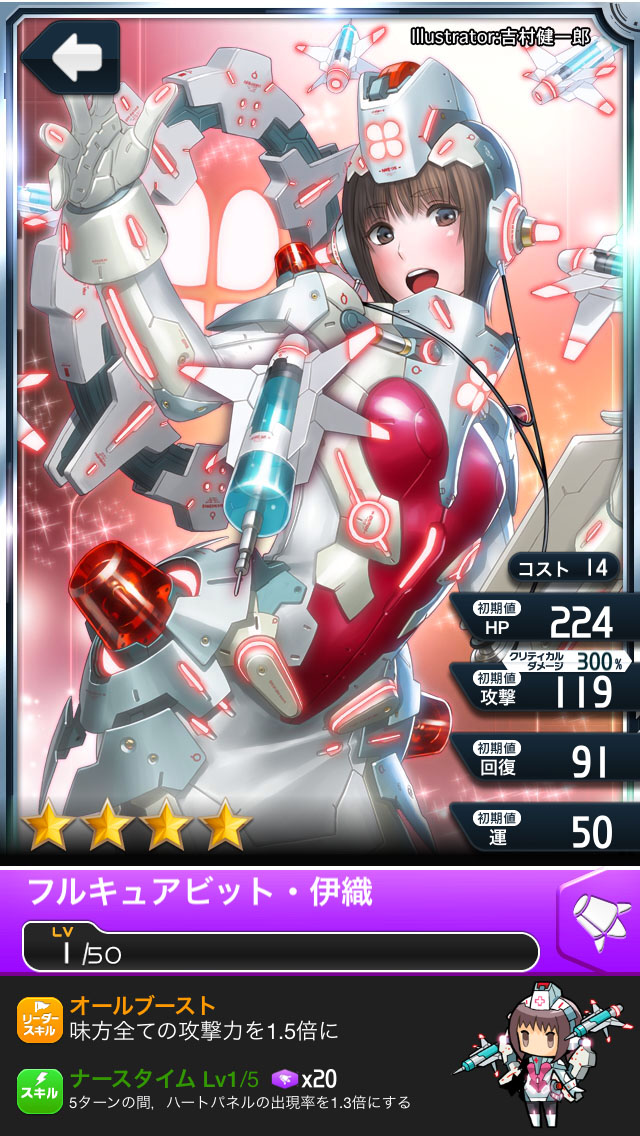 Illustrator:吉村健一郎
コスト 14
初期値
HP 224
クリティカル
ダメージ 300%
初期値
攻撃 119
初期値
回復 91
初期値
運 50
フルキュアビット・伊織
LV
1/50
リーダー
スキル
オールブースト
味方全ての攻撃力を1.5倍に
スキル
ナースタイム Lv1/5 x20
5ターンの間，ハートパネルの出現率を1.3倍にする